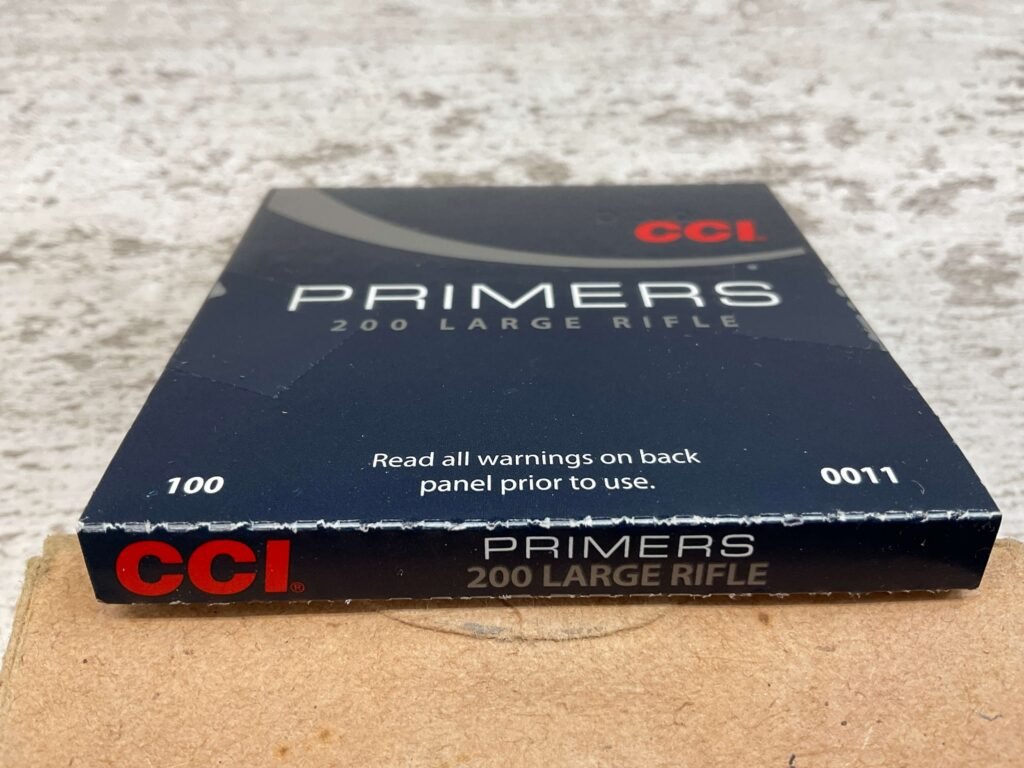 CCI
PRIMERS
200 LARGE RIFLE
Read all warnings on back
panel prior to use.
100
0011
CCI®
PRIMERS
200 LARGE RIFLE